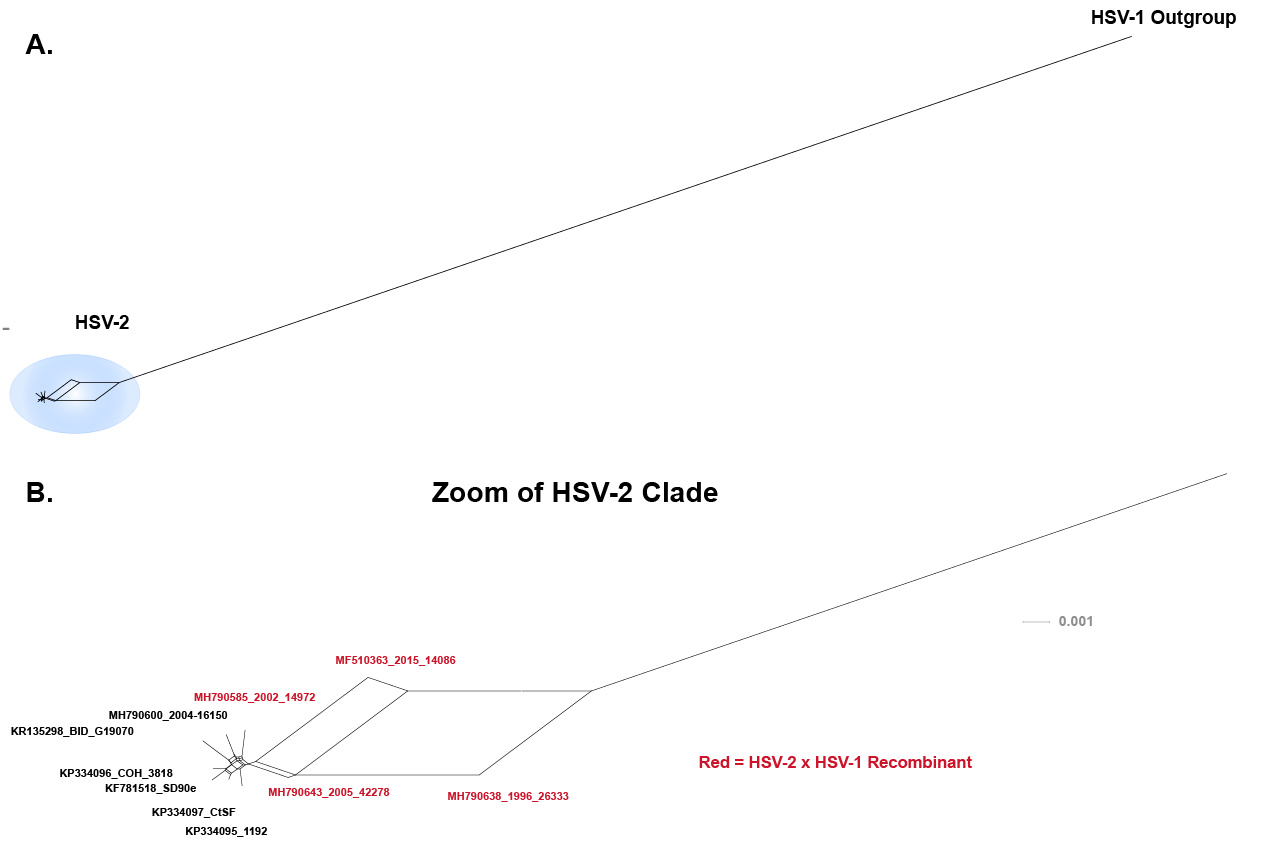 HSV-1 Outgroup
A.
HSV-2
B.
Zoom of HSV-2 Clade
0.001
MF510363_2015_14086
MH790585_2002_14972
MH790600_2004-16150
KR135298_BID_G19070
Red = HSV-2 x HSV-1 Recombinant
KP334096_COH_3818
KF781518_SD90e
MH790643_2005_42278
MH790638_1996_26333
KP334097_CtSF
KP334095_1192